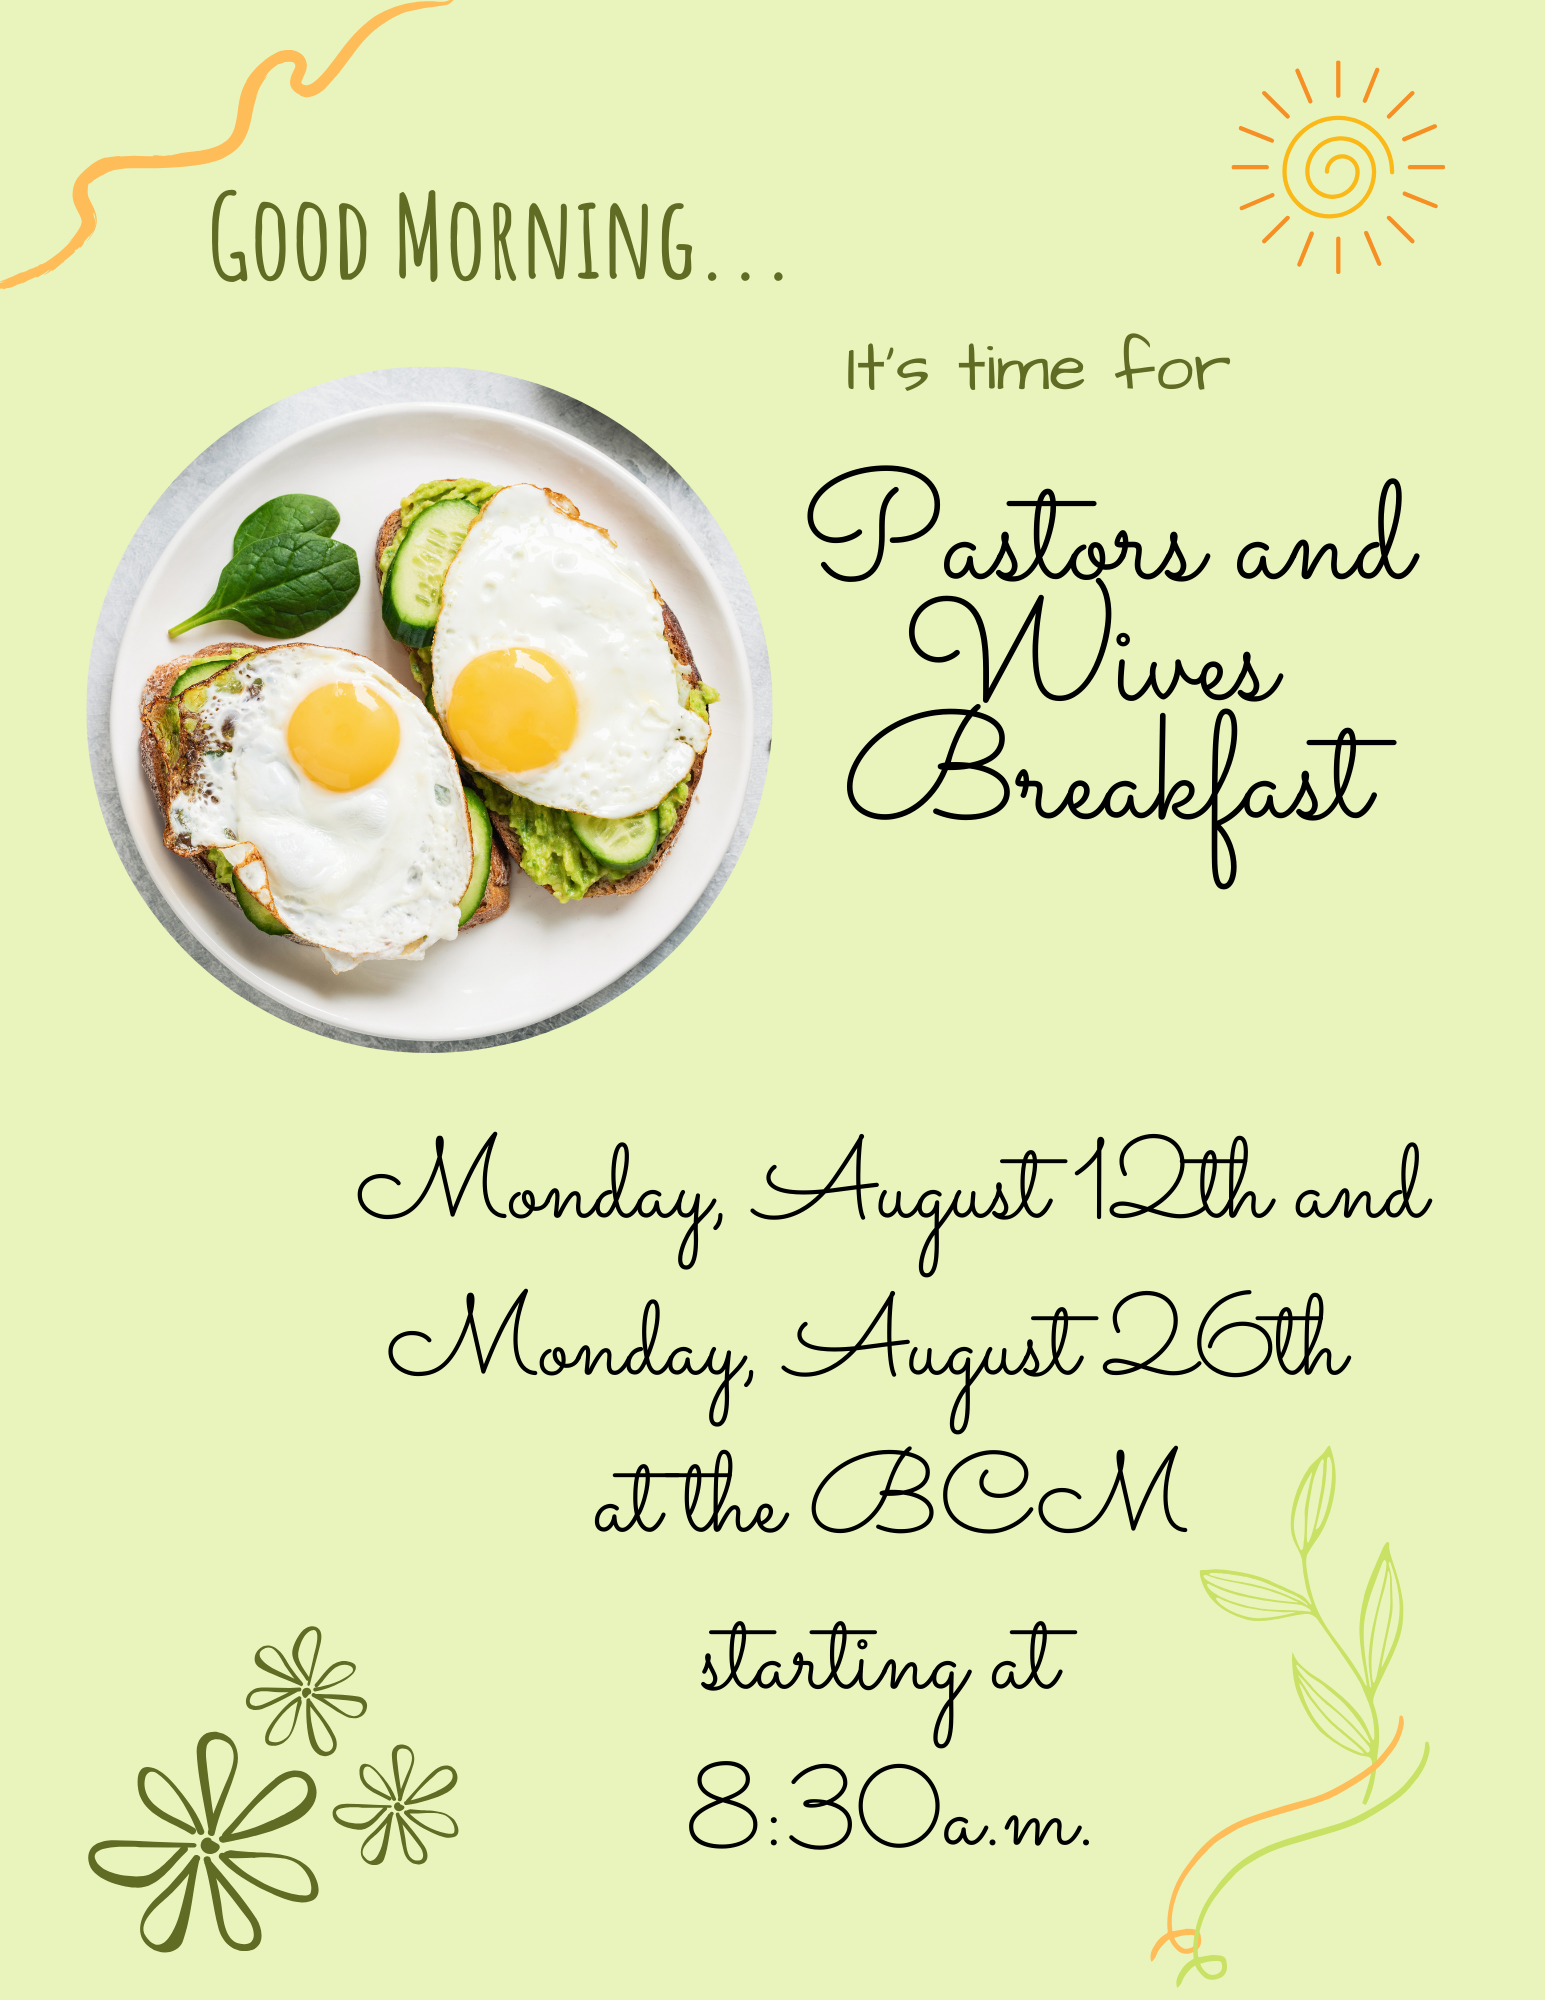 Good Morning...
It's time for
Pastors and
Wives
Breakfast
Monday, August 12th and
Monday, August 26th
at the BCM
starting at
8:30a.m.